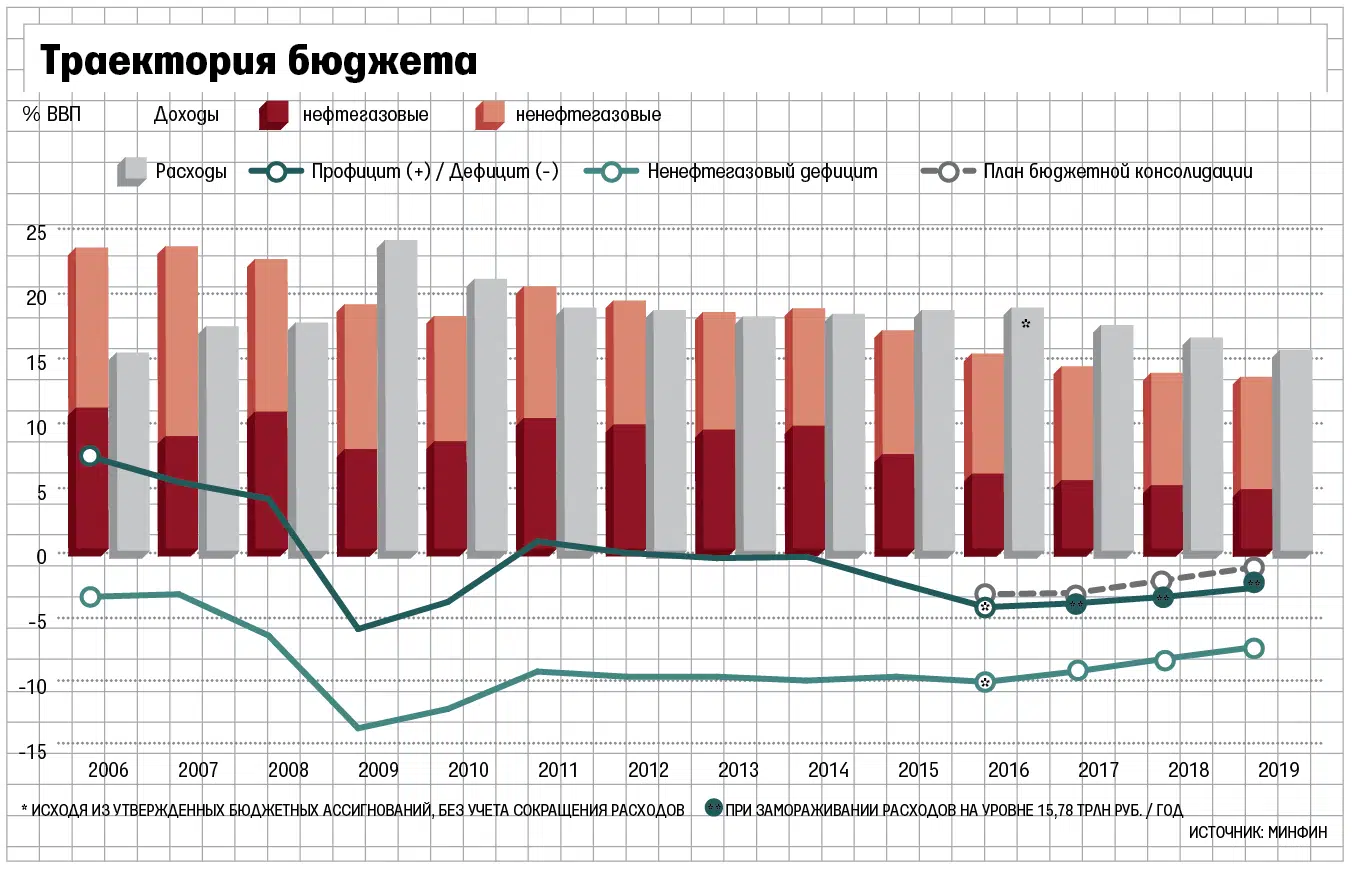 Траектория бюджета
% ВВП Доходы нефтегазовые ненефтегазовые
Расходы Профицит (+) / Дефицит (-) Ненефтегазовый дефицит План бюджетной консолидации
25
20
15
*
10
5
0
-5
** ** **
*
-10
*
-15
2006 2007 2008 2009 2010 2011 2012 2013 2014 2015 2016 2017 2018 2019
* ИСХОДЯ ИЗ УТВЕРЖДЕННЫХ БЮДЖЕТНЫХ АССИГНОВАНИЙ, БЕЗ УЧЕТА СОКРАЩЕНИЯ РАСХОДОВ ** ПРИ ЗАМОРАЖИВАНИИ РАСХОДОВ НА УРОВНЕ 15,78 ТРЛН РУБ. / ГОД
ИСТОЧНИК: МИНФИН